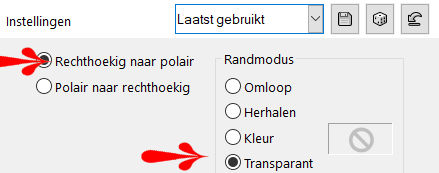 Instellingen
Laatst gebruikt
Rechthoekig naar polair
Polair naar rechthoekig
Randmodus
Omloop
Herhalen
Kleur
Transparant